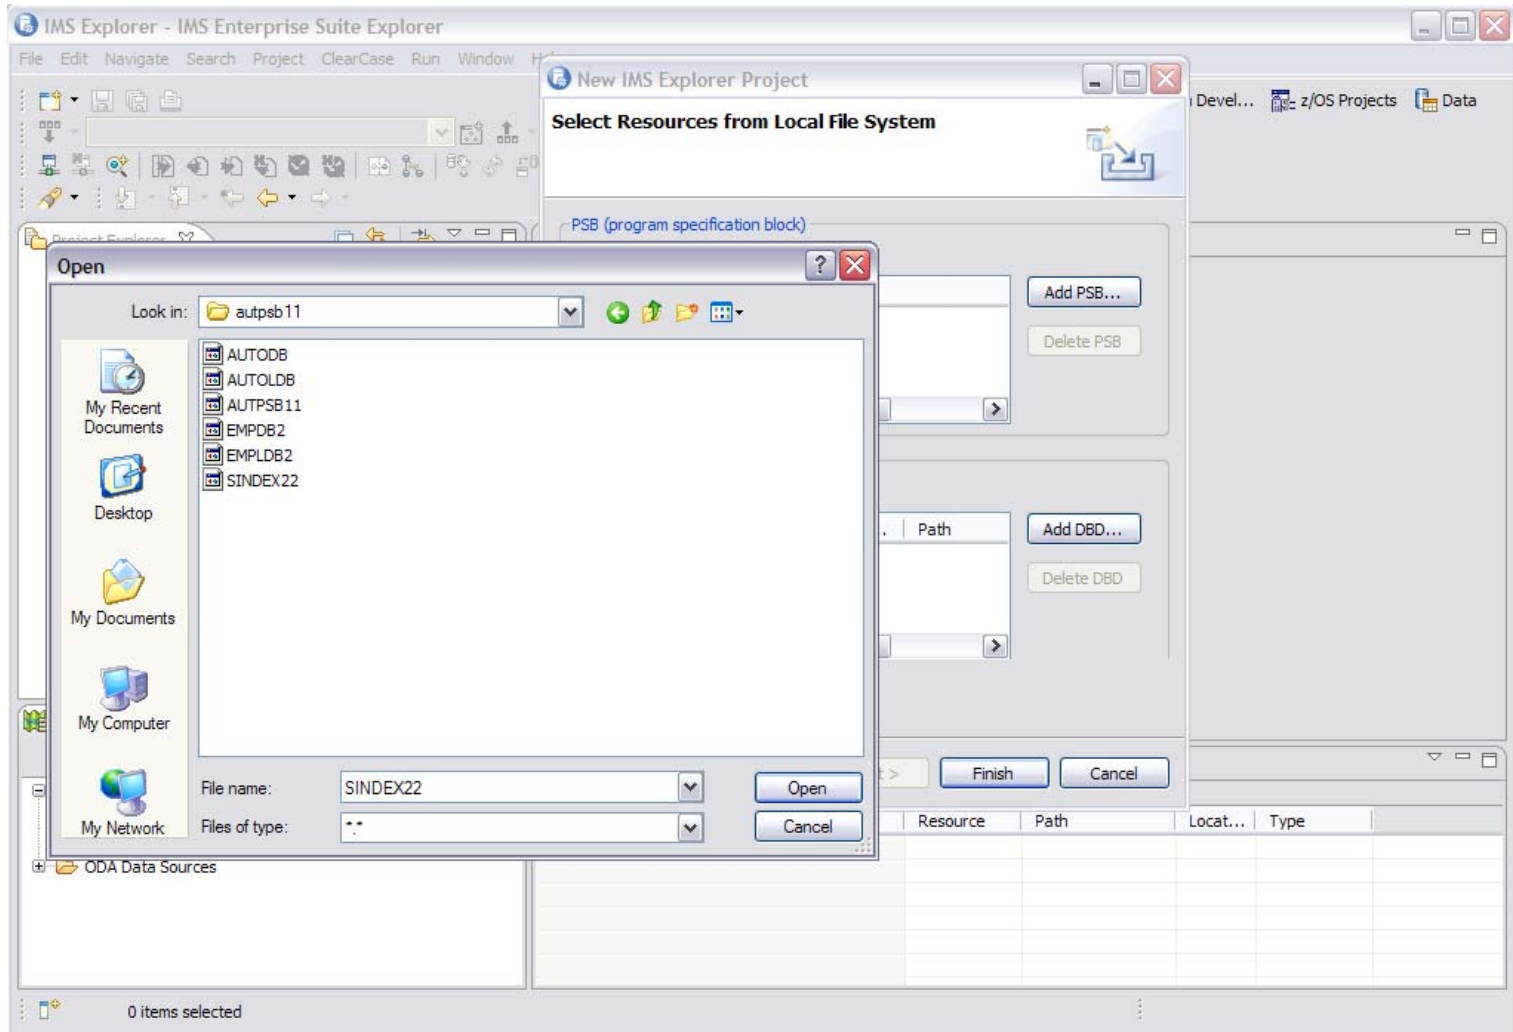 IMS Explorer - IMS Enterprise Suite Explorer
File Edit Navigate Search Project ClearCase Run Window
New IMS Explorer Project
Devel... z/OS Projects Data
Select Resources from Local File System
PSB (program specification block)
Project Explorer
Open
Add PSB...
Look in: autpsb11
Delete PSB
AUTODB
AUTOLDB
My Recent Documents
AUTPSB11
EMPDB2
EMPLDB2
SINDEX22
Desktop
Path
Add DBD...
Delete DBD
My Documents
My Computer
Finish Cancel
File name: SINDEX22 Open
My Network Files of type: *.* Cancel
Resource Path Locat... Type
ODA Data Sources
0 items selected